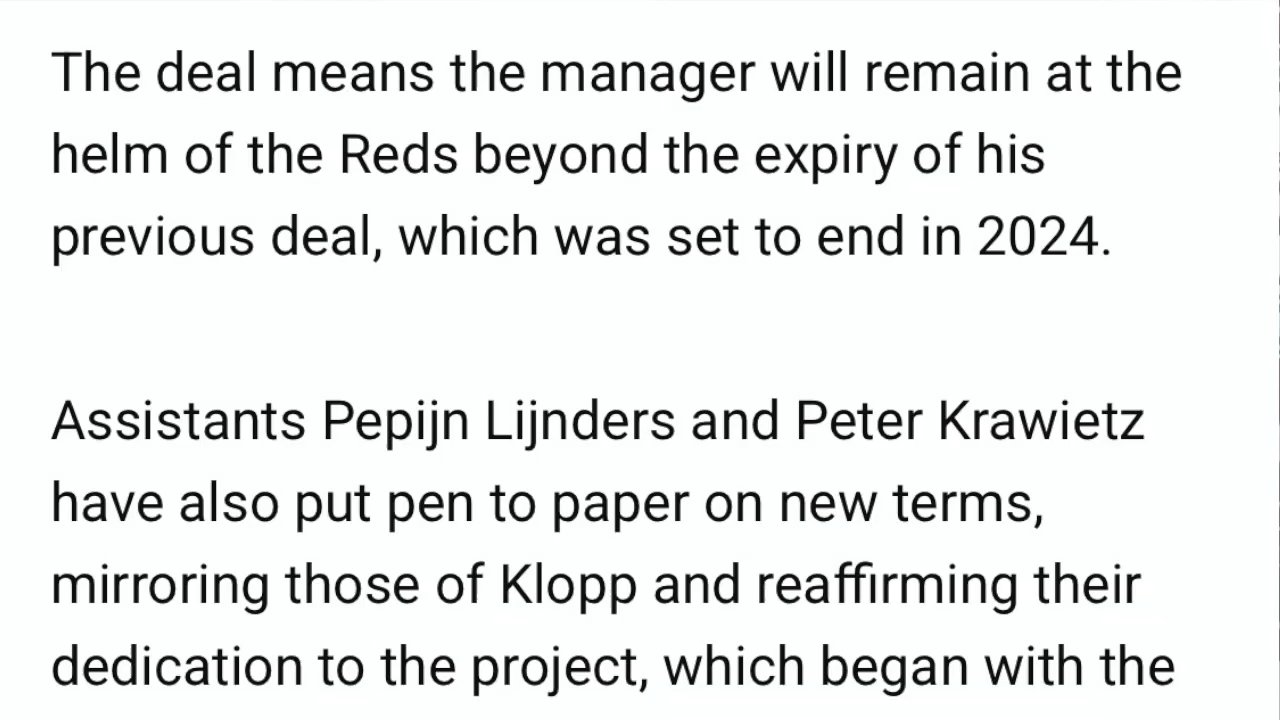 The deal means the manager will remain at the
helm of the Reds beyond the expiry of his
previous deal, which was set to end in 2024.
Assistants Pepijn Lijnders and Peter Krawietz
have also put pen to paper on new terms,
mirroring those of Klopp and reaffirming their
dedication to the project, which began with the